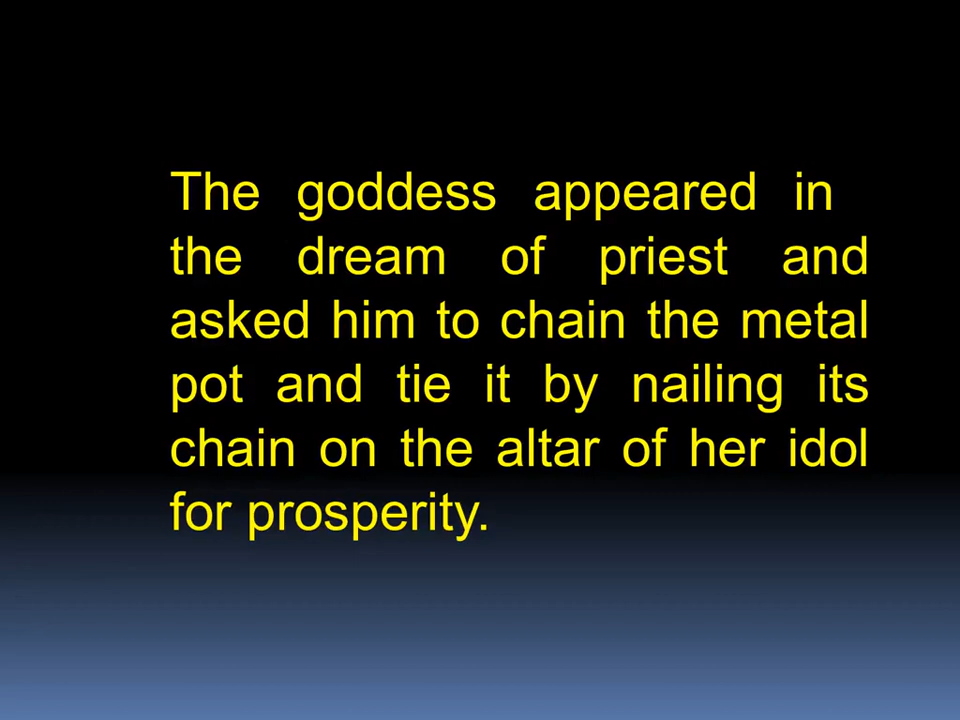 The goddess appeared in
the dream of priest and
asked him to chain the metal
pot and tie it by nailing its
chain on the altar of her idol
for prosperity.